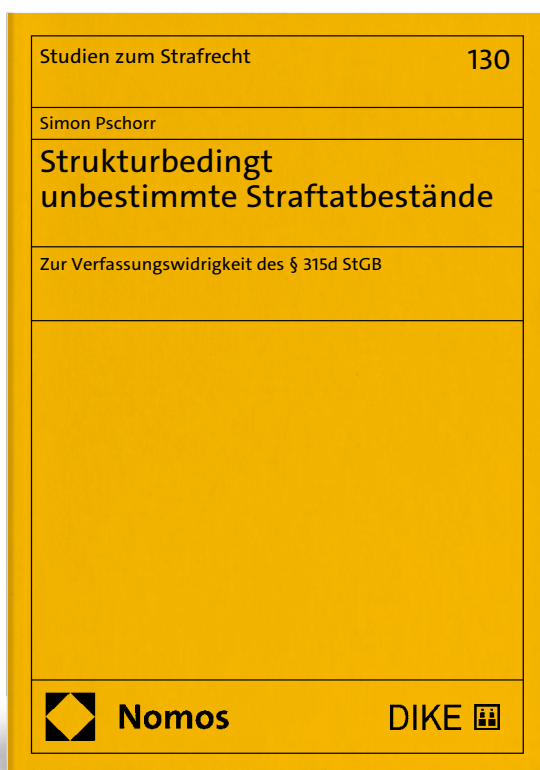 Studien zum Strafrecht 130
Simon Pschorr
Strukturbedingt
unbestimmte Straftatbestände
Zur Verfassungswidrigkeit des § 315d StGB
Nomos DIKE